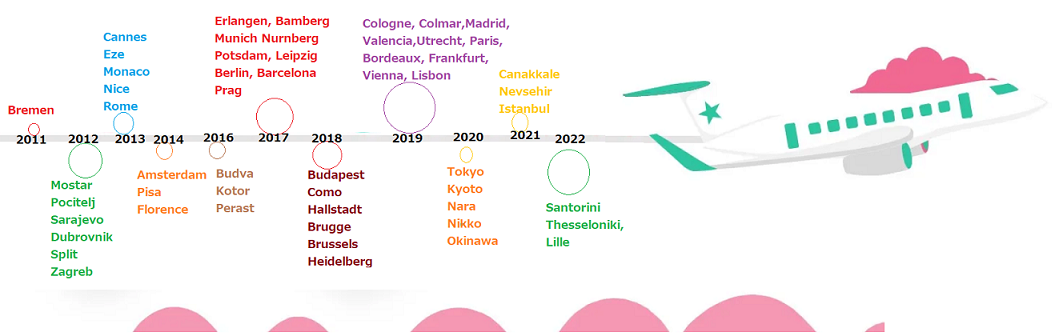 Bremen
2011
2012
Mostar
Pocitelj
Sarajevo
Dubrovnik
Split
Zagreb
Cannes
Eze
Monaco
Nice
Rome
2013
2014
Amsterdam
Pisa
Florence
2016
Budva
Kotor
Perast
Erlangen, Bamberg
Munich Nurnberg
Potsdam, Leipzig
Berlin, Barcelona
Prag
2017
2018
Budapest
Como
Hallstadt
Brugge
Brussels
Heidelberg
Cologne, Colmar,Madrid,
Valencia,Utrecht, Paris,
Bordeaux, Frankfurt,
Vienna, Lisbon
2019
2020
Tokyo
Kyoto
Nara
Nikko
Okinawa
Canakkale
Nevsehir
Istanbul
2021
2022
Santorini
Thesseloniki,
Lille